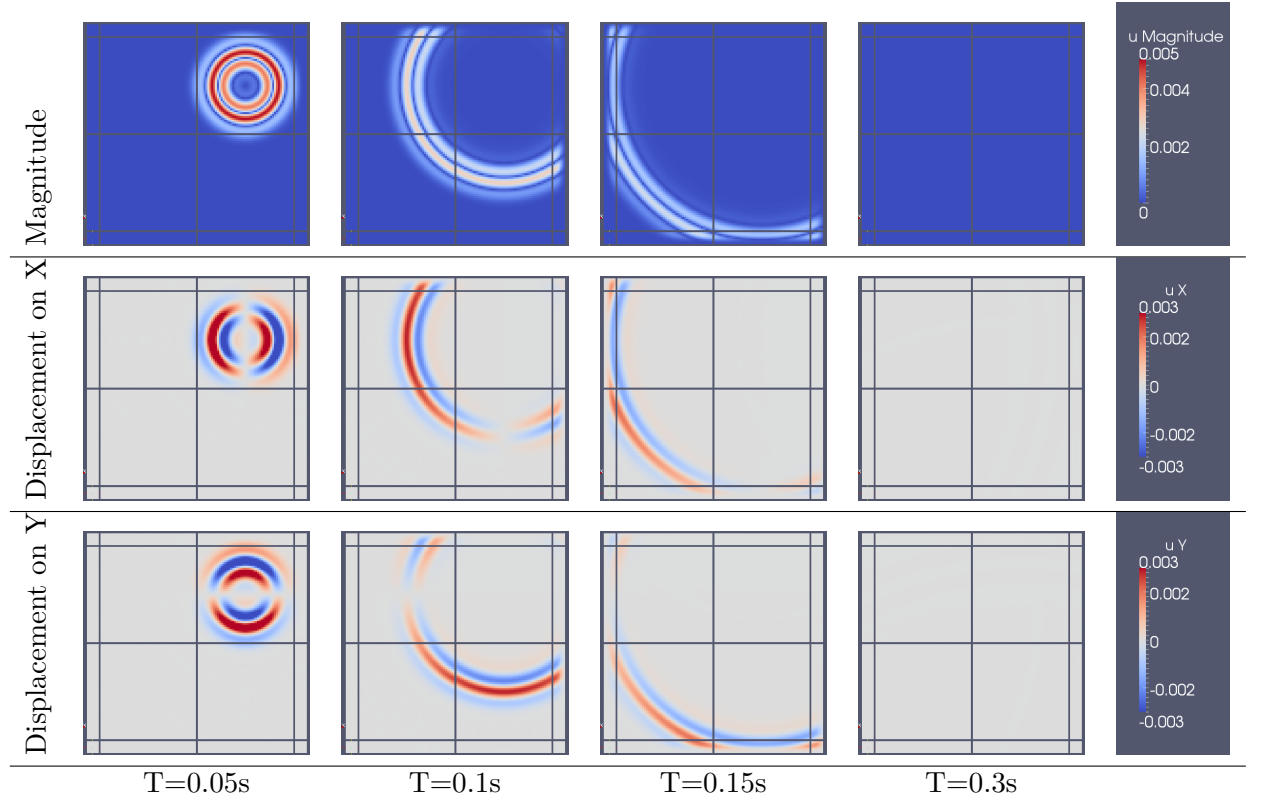 Magnitude
u Magnitude
0.005
0.004
0.002
0
Displacement on X
u X
0.003
0.002
0
-0.002
-0.003
Displacement on Y
u Y
0.003
0.002
0
-0.002
-0.003
T=0.05s T=0.1s T=0.15s T=0.3s